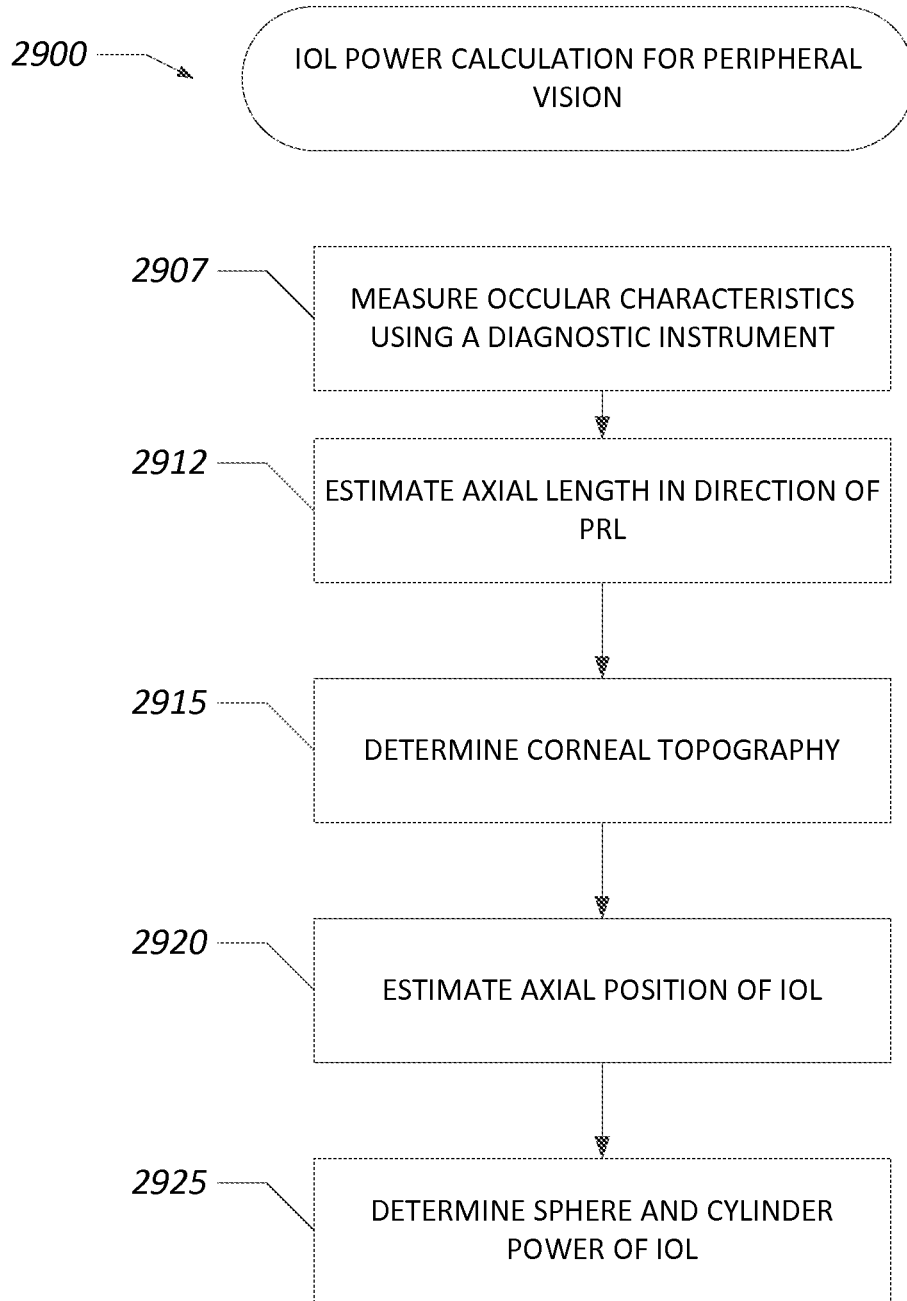 2900
IOL POWER CALCULATION FOR PERIPHERAL
VISION
2907
MEASURE OCCULAR CHARACTERISTICS
USING A DIAGNOSTIC INSTRUMENT
2912
ESTIMATE AXIAL LENGTH IN DIRECTION OF
PRL
2915
DETERMINE CORNEAL TOPOGRAPHY
2920
ESTIMATE AXIAL POSITION OF IOL
2925
DETERMINE SPHERE AND CYLINDER
POWER OF IOL